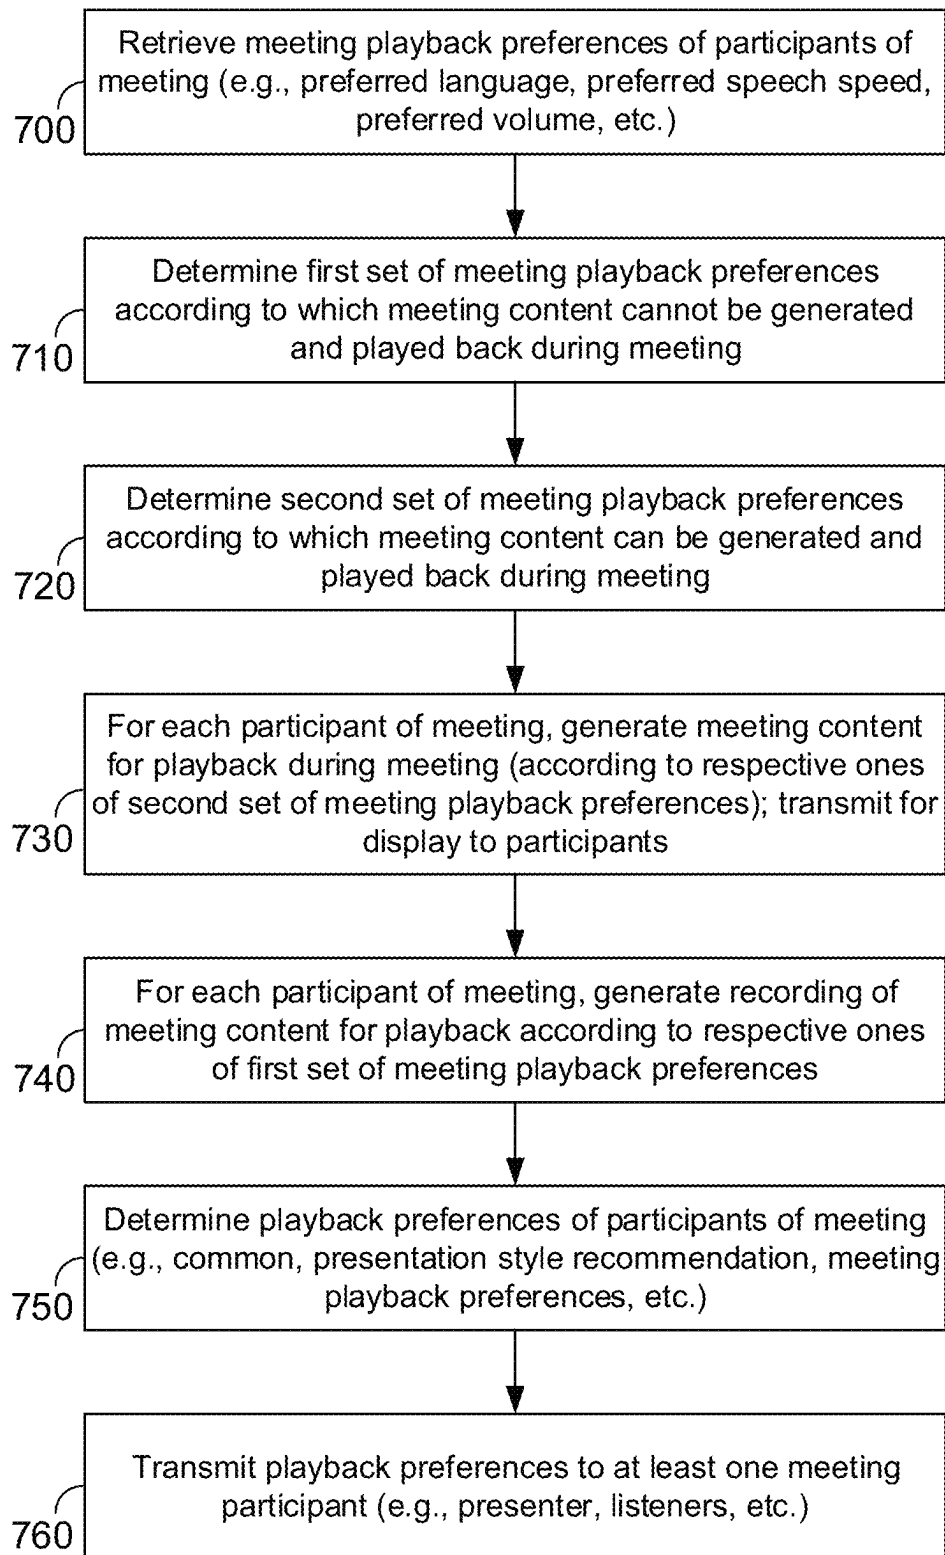 Retrieve meeting playback preferences of participants of
meeting (e.g., preferred language, preferred speech speed,
preferred volume, etc.)
700
Determine first set of meeting playback preferences
according to which meeting content cannot be generated
and played back during meeting
710
Determine second set of meeting playback preferences
according to which meeting content can be generated and
played back during meeting
720
For each participant of meeting, generate meeting content
for playback during meeting (according to respective ones
of second set of meeting playback preferences); transmit for
display to participants
730
For each participant of meeting, generate recording of
meeting content for playback according to respective ones
of first set of meeting playback preferences
740
Determine playback preferences of participants of meeting
(e.g., common, presentation style recommendation, meeting
playback preferences, etc.)
750
Transmit playback preferences to at least one meeting
participant (e.g., presenter, listeners, etc.)
760